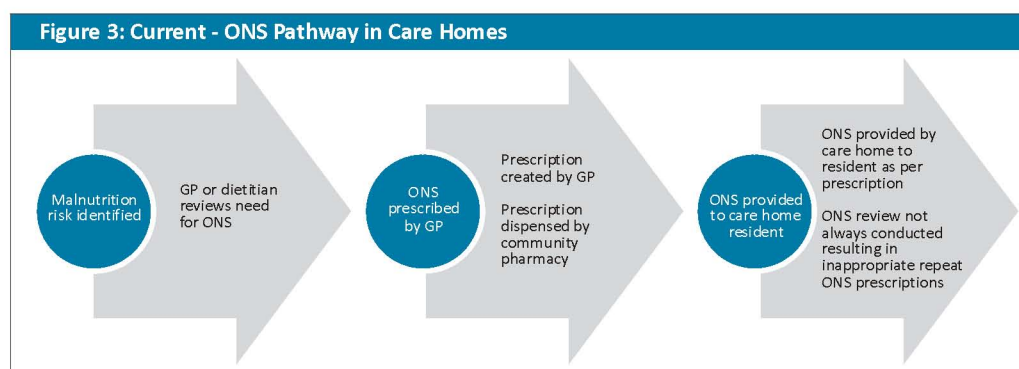 Figure 3: Current - ONS Pathway in Care Homes
Malnutrition
risk identified
GP or dietitian
reviews need
for ONS
ONS
prescribed
by GP
Prescription
created by GP
Prescription
dispensed by
community
pharmacy
ONS provided
to care home
resident
ONS provided by
care home to
resident as per
prescription
ONS review not
always conducted
resulting in
inappropriate repeat
ONS prescriptions